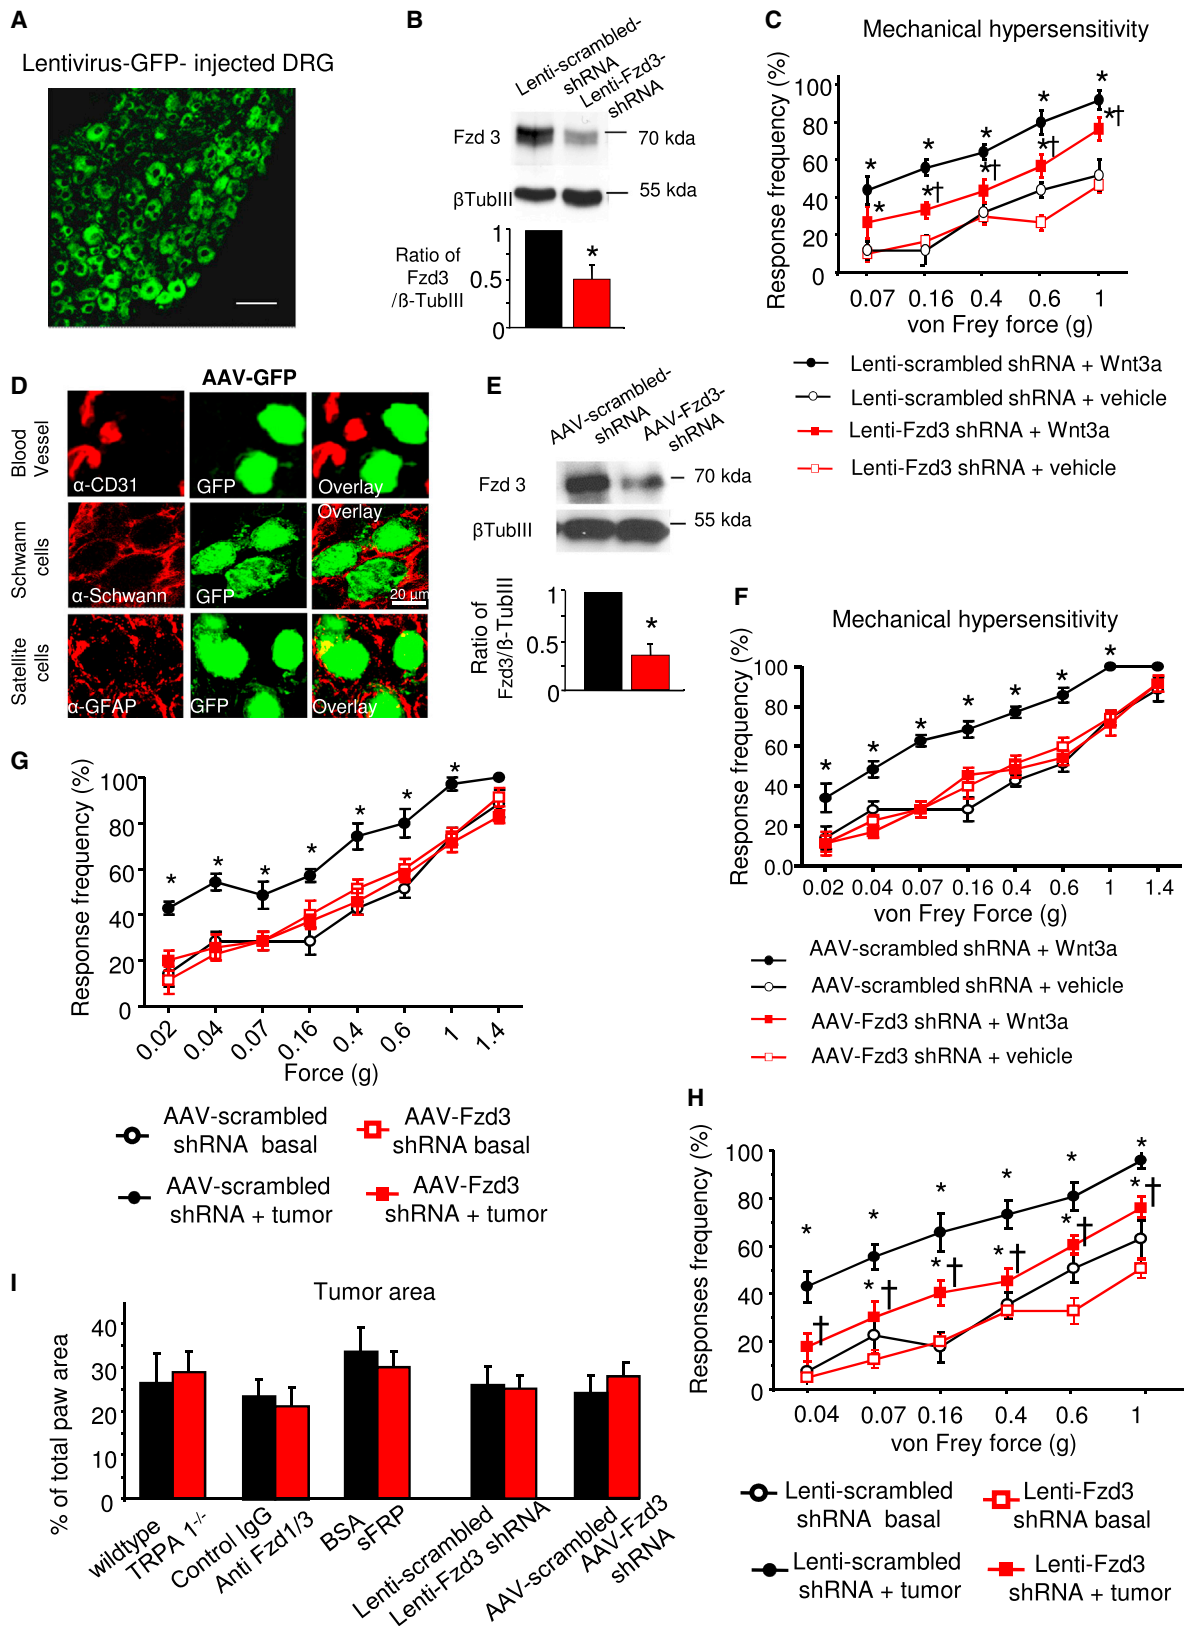 A
Lentivirus-GFP- injected DRG
B
Lenti-scrambled-
shRNA
Lenti-Fzd3-
shRNA
Fzd 3
70 kda
βTubIII
55 kda
Ratio of
Fzd3
/ß-TubIII
1
0.5
0
*
C
Mechanical hypersensitivity
Response frequency (%)
100
80
60
40
20
0
* * * * *
* *† *† *† *†
0.07 0.16 0.4 0.6 1
von Frey force (g)
Lenti-scrambled shRNA + Wnt3a
Lenti-scrambled shRNA + vehicle
Lenti-Fzd3 shRNA + Wnt3a
Lenti-Fzd3 shRNA + vehicle
D
AAV-GFP
Blood
Vessel
α-CD31
GFP
Overlay
Schwann
cells
α-Schwann
GFP
Overlay
20 µm
Satellite
cells
α-GFAP
GFP
Overlay
E
AAV-scrambled-
shRNA
AAV-Fzd3-
shRNA
Fzd 3
70 kda
βTubIII
55 kda
Ratio of
Fzd3/ß-TubIII
1
0.5
0
*
F
Mechanical hypersensitivity
Response frequency (%)
100
80
60
40
20
0.0
* * * * * * *
0.02 0.04 0.07 0.16 0.4 0.6 1 1.4
von Frey Force (g)
AAV-scrambled shRNA + Wnt3a
AAV-scrambled shRNA + vehicle
AAV-Fzd3 shRNA + Wnt3a
AAV-Fzd3 shRNA + vehicle
G
Response frequency (%)
100
80
60
40
20
0
* * * * * * *
0.02 0.04 0.07 0.16 0.4 0.6 1 1.4
Force (g)
AAV-scrambled
shRNA basal
AAV-Fzd3
shRNA basal
AAV-scrambled
shRNA + tumor
AAV-Fzd3
shRNA + tumor
H
Responses frequency (%)
100
80
60
40
20
0
* * * * * *
† *† *† *† *† *†
0.04 0.07 0.16 0.4 0.6 1
von Frey force (g)
Lenti-scrambled
shRNA basal
Lenti-Fzd3
shRNA basal
Lenti-scrambled
shRNA + tumor
Lenti-Fzd3
shRNA + tumor
I
Tumor area
% of total paw area
40
30
20
10
0
wildtype
TRPA 1-/-
Control IgG
Anti Fzd1/3
BSA
sFRP
Lenti-scrambled
Lenti-Fzd3 shRNA
AAV-scrambled
AAV-Fzd3
shRNA